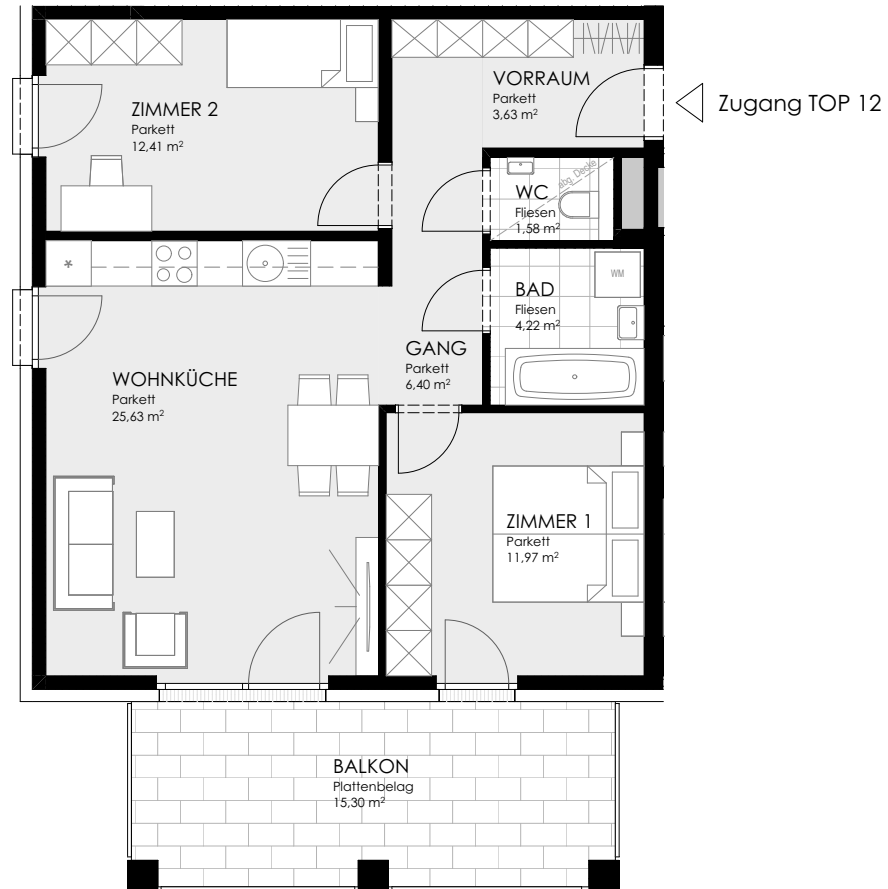 ZIMMER 2
Parkett
12,41 m²
VORRAUM
Parkett
3,63 m²
Zugang TOP 12
abg. Decke
WC
Fliesen
1,58 m²
*
WM
BAD
Fliesen
4,22 m²
GANG
Parkett
6,40 m²
WOHNKÜCHE
Parkett
25,63 m²
ZIMMER 1
Parkett
11,97 m²
BALKON
Plattenbelag
15,30 m²